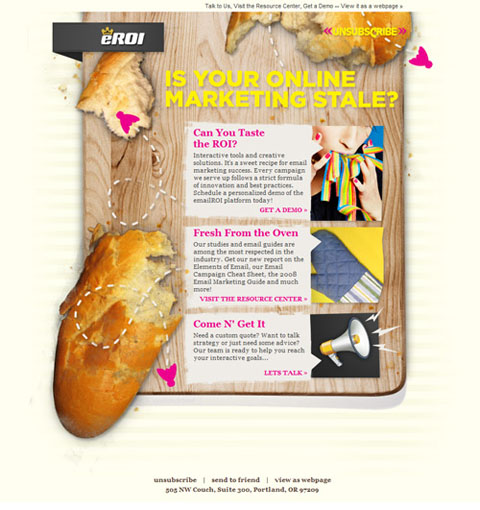 Talk to Us, Visit the Resource Center, Get a Demo — View it as a webpage »
eROI
«UNSUBSCRIBE»
IS YOUR ONLINE
MARKETING STALE?
Can You Taste
the ROI?
Interactive tools and creative
solutions. It's a sweet recipe for email
marketing success. Every campaign
we serve up follows a strict formula
of innovation and best practices.
Schedule a personalized demo of the
emailROI platform today!
GET A DEMO »
Fresh From the Oven
Our studies and email guides are
among the most respected in the
industry. Get our new report on the
Elements of Email, our Email
Campaign Cheat Sheet, the 2008
Email Marketing Guide and much
more!
VISIT THE RESOURCE CENTER »
Come N' Get It
Need a custom quote? Want to talk
strategy or just need some advice?
Our team is ready to help you reach
your interactive goals...
LETS TALK »
unsubscribe | send to friend | view as webpage
505 NW Couch, Suite 300, Portland, OR 97209